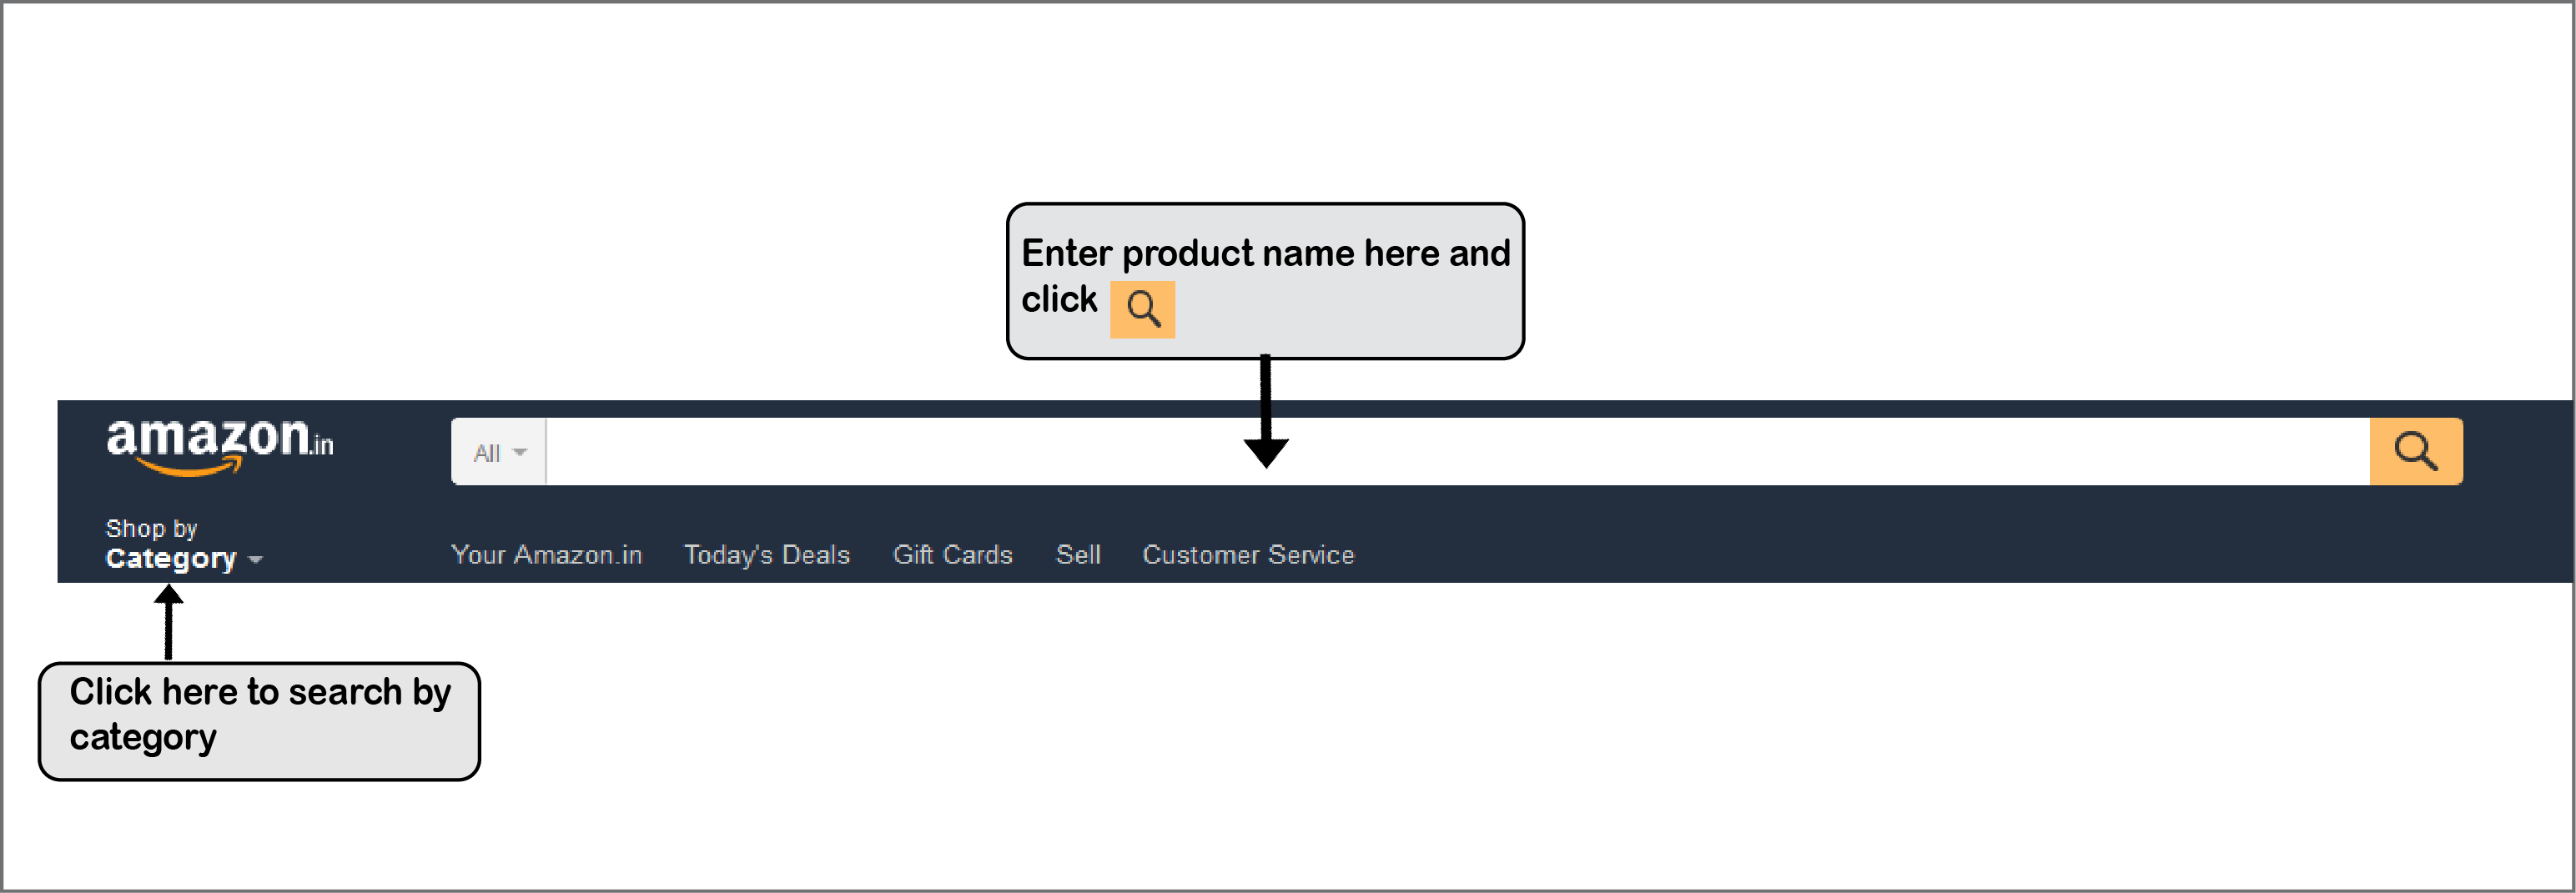 Enter product name here and
click
amazon.in
All
Shop by
Category
Your Amazon.in Today's Deals Gift Cards Sell Customer Service
Click here to search by
category